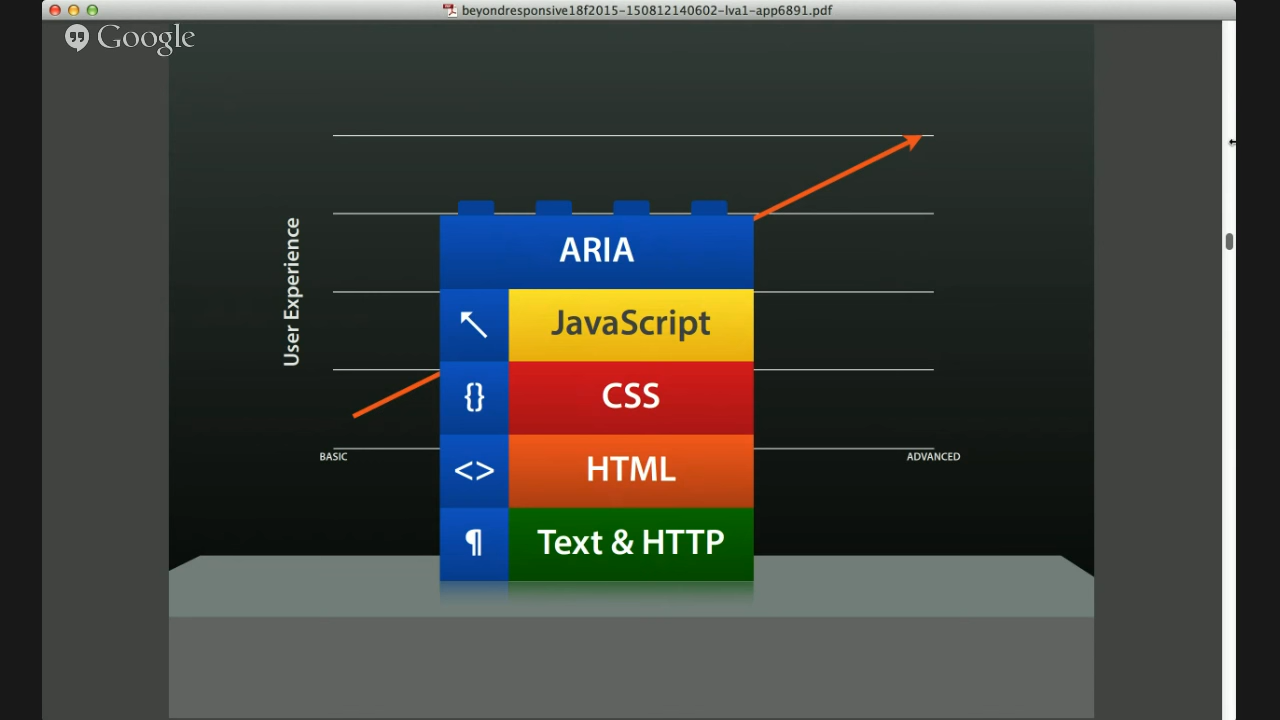 beyondresponsive18f2015-150812140602-lva1-app6891.pdf
Google
User Experience
ARIA
JavaScript
{} CSS
<> HTML
¶ Text & HTTP
BASIC
ADVANCED